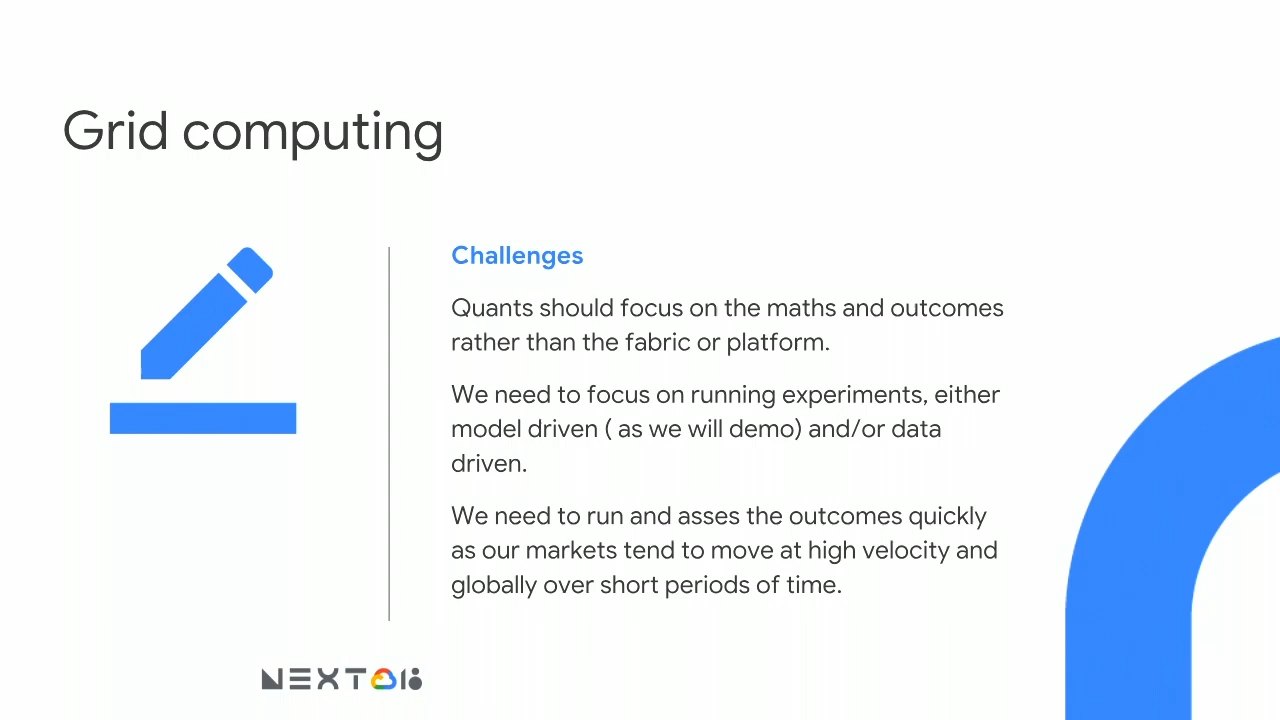 Grid computing
Challenges
Quants should focus on the maths and outcomes
rather than the fabric or platform.
We need to focus on running experiments, either
model driven ( as we will demo) and/or data
driven.
We need to run and asses the outcomes quickly
as our markets tend to move at high velocity and
globally over short periods of time.
NEXT 18